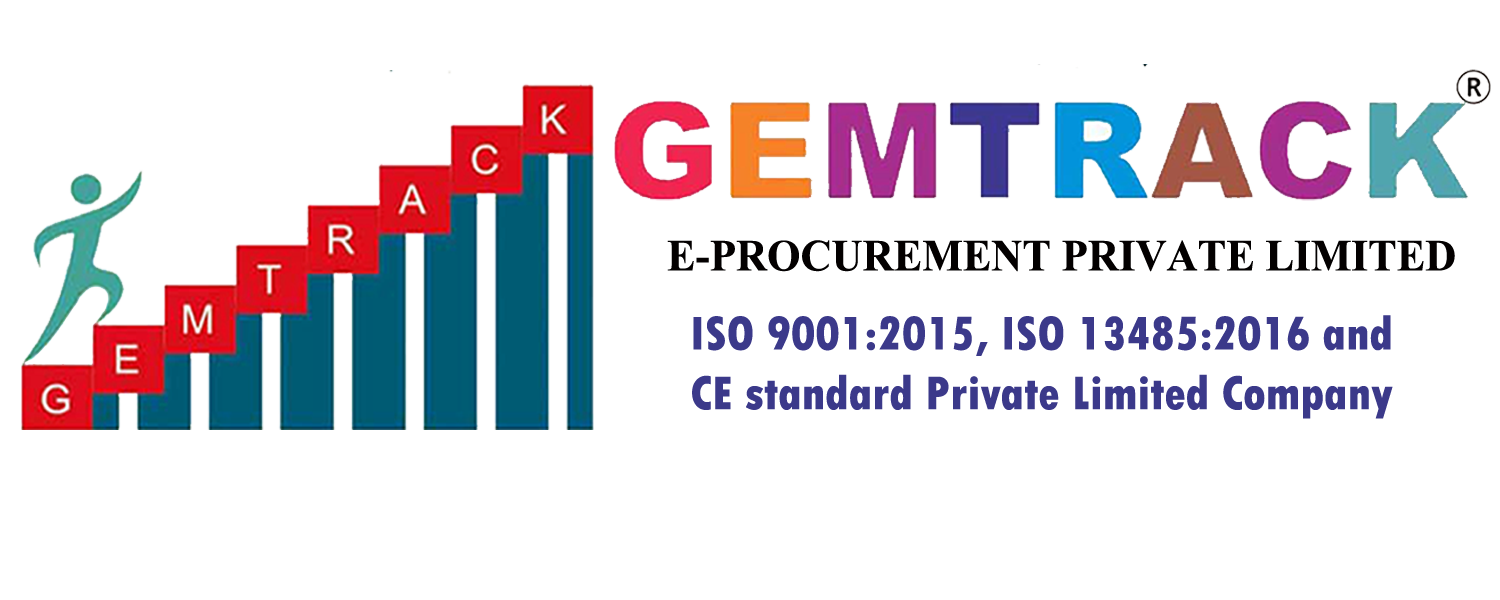 G E M T R A C K
GEMTRACK®
E-PROCUREMENT PRIVATE LIMITED
ISO 9001:2015, ISO 13485:2016 and
CE standard Private Limited Company